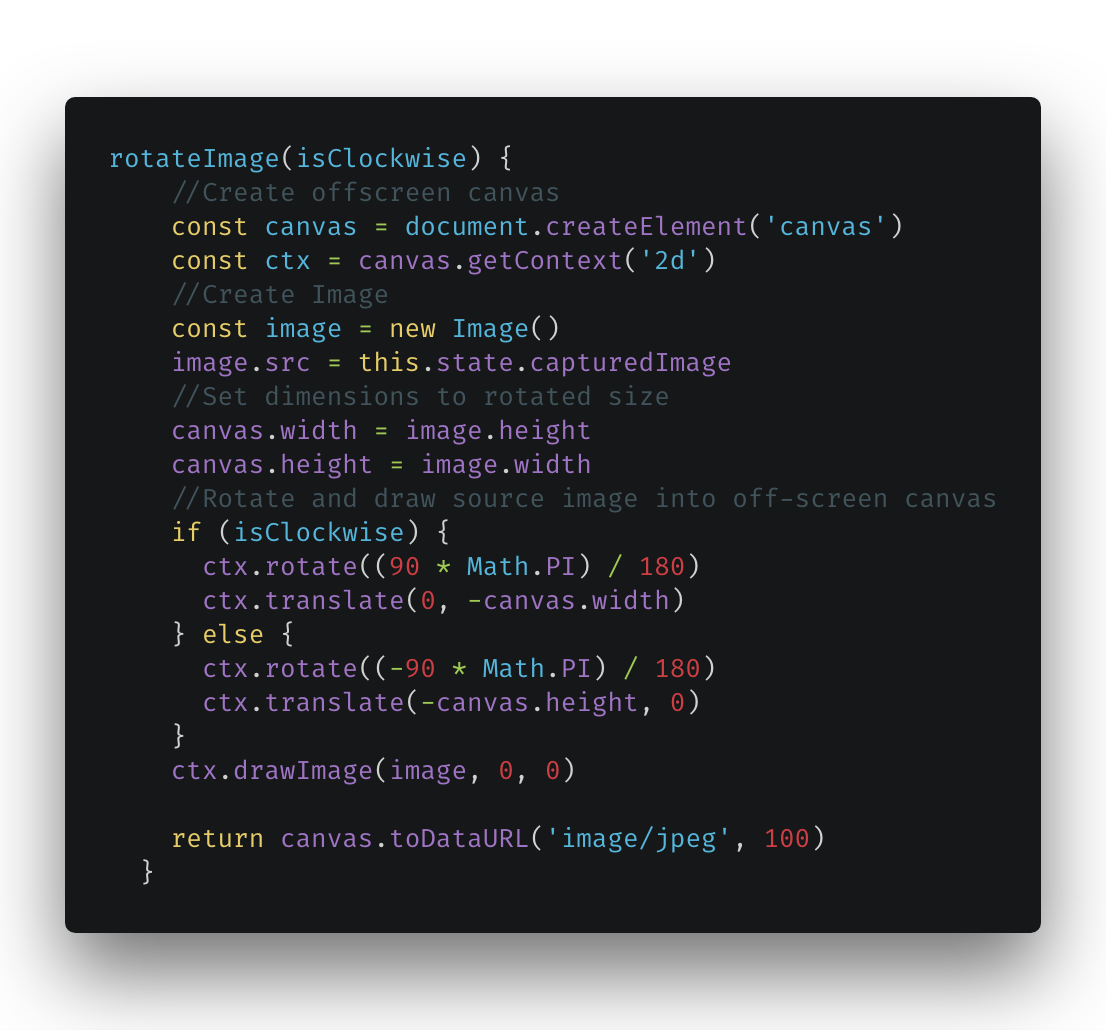 rotateImage(isClockwise) {
    //Create offscreen canvas
    const canvas = document.createElement('canvas')
    const ctx = canvas.getContext('2d')
    //Create Image
    const image = new Image()
    image.src = this.state.capturedImage
    //Set dimensions to rotated size
    canvas.width = image.height
    canvas.height = image.width
    //Rotate and draw source image into off-screen canvas
    if (isClockwise) {
      ctx.rotate((90 * Math.PI) / 180)
      ctx.translate(0, -canvas.width)
    } else {
      ctx.rotate((-90 * Math.PI) / 180)
      ctx.translate(-canvas.height, 0)
    }
    ctx.drawImage(image, 0, 0)

    return canvas.toDataURL('image/jpeg', 100)
  }